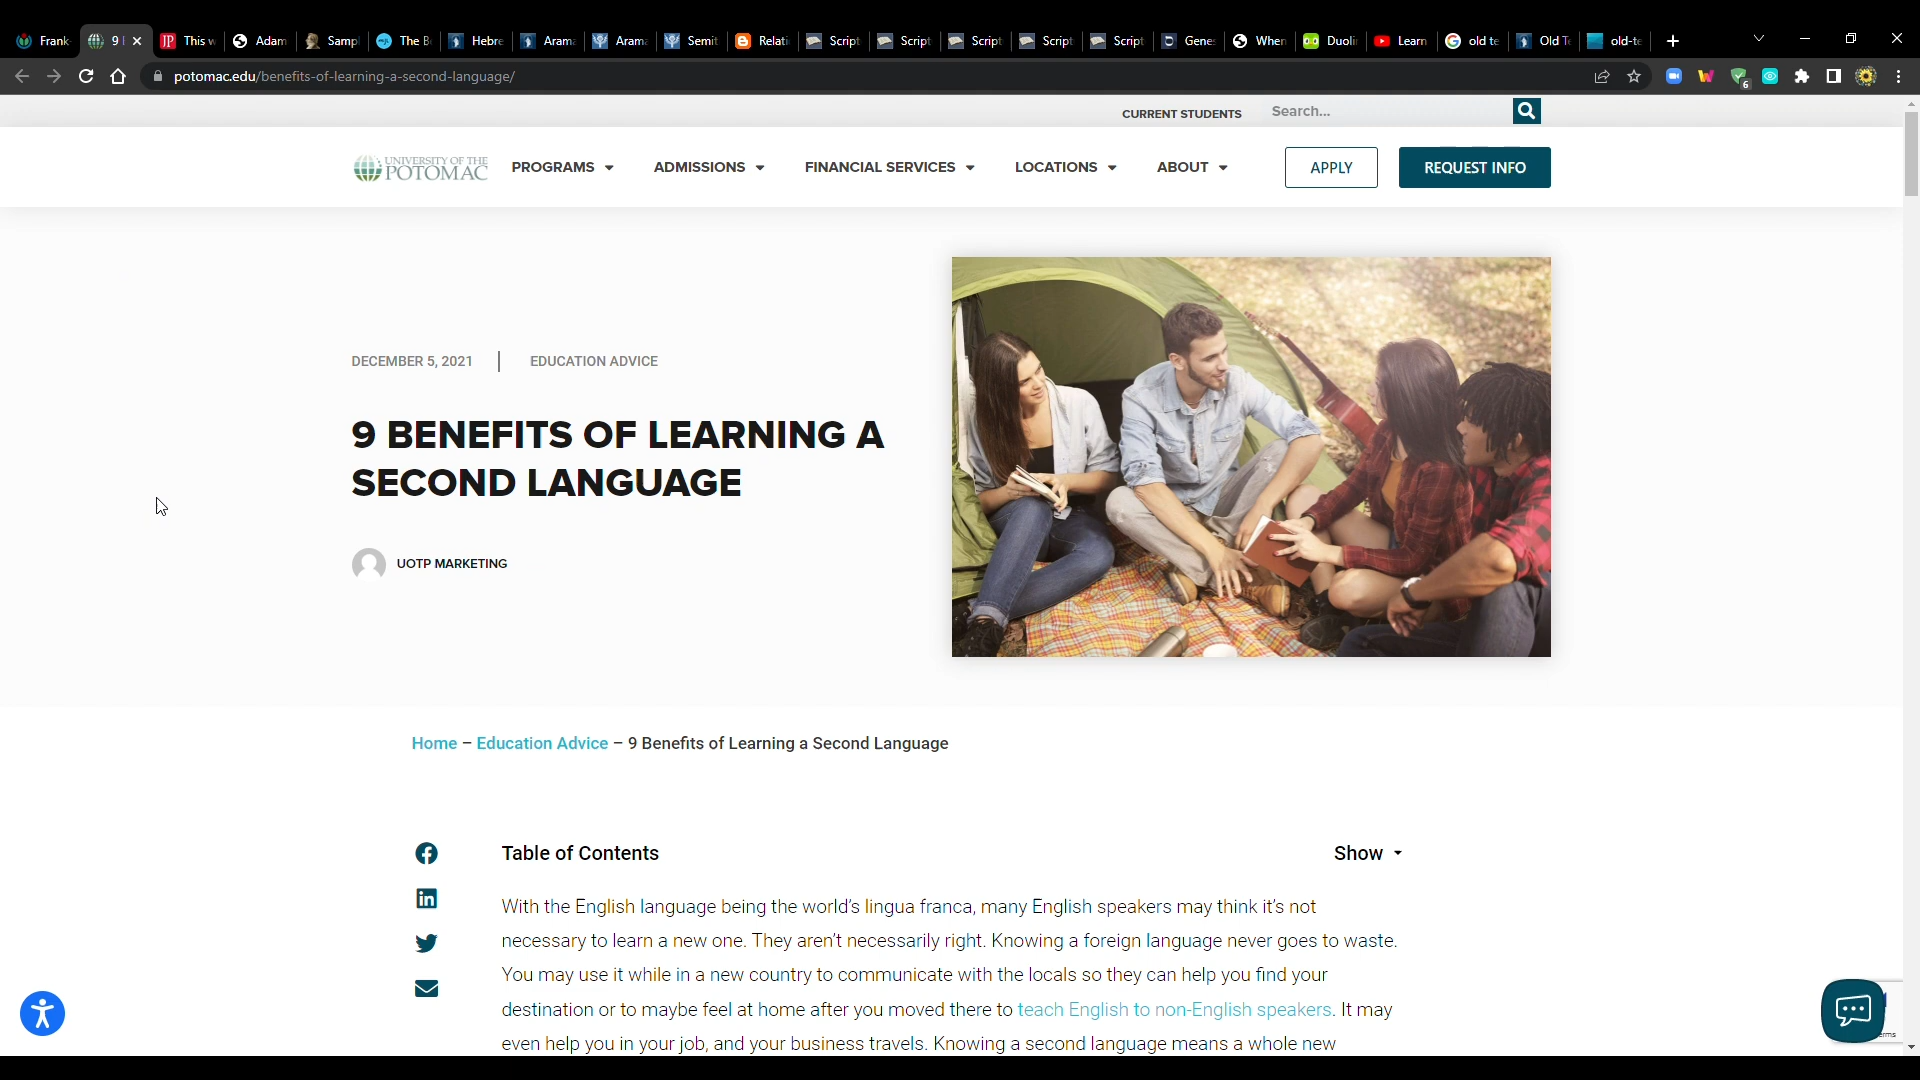 Frank
9
This w
Adam
Sampl
The B
Hebre
Arama
Arama
Semit
Relati
Script
Script
Script
Script
Script
Genes
When
Duoli
Learn
old te
Old Te
old-te
potomac.edu/benefits-of-learning-a-second-language/
6
CURRENT STUDENTS
Search...
UNIVERSITY OF THE
POTOMAC
PROGRAMS
ADMISSIONS
FINANCIAL SERVICES
LOCATIONS
ABOUT
APPLY
REQUEST INFO
DECEMBER 5, 2021
EDUCATION ADVICE
9 BENEFITS OF LEARNING A
SECOND LANGUAGE
UOTP MARKETING
Home – Education Advice – 9 Benefits of Learning a Second Language
Table of Contents
Show
With the English language being the world's lingua franca, many English speakers may think it's not
necessary to learn a new one. They aren't necessarily right. Knowing a foreign language never goes to waste.
You may use it while in a new country to communicate with the locals so they can help you find your
destination or to maybe feel at home after you moved there to teach English to non-English speakers. It may
even help you in your job, and your business travels. Knowing a second language means a whole new